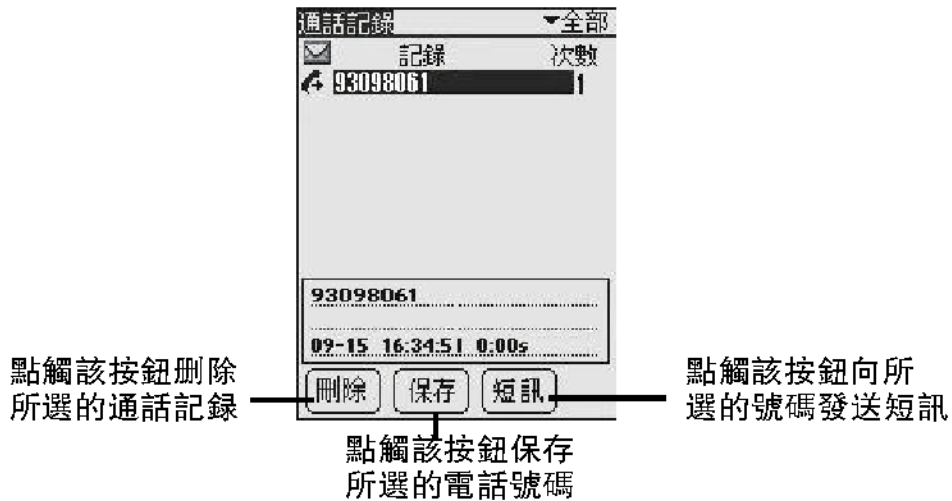 通話記錄 全部
記錄 次數
93098061 1
93098061
09-15 16:34:51 0:00s
刪除 保存 短訊
點觸該按鈕刪除
所選的通話記錄
點觸該按鈕保存
所選的電話號碼
點觸該按鈕向所
選的號碼發送短訊